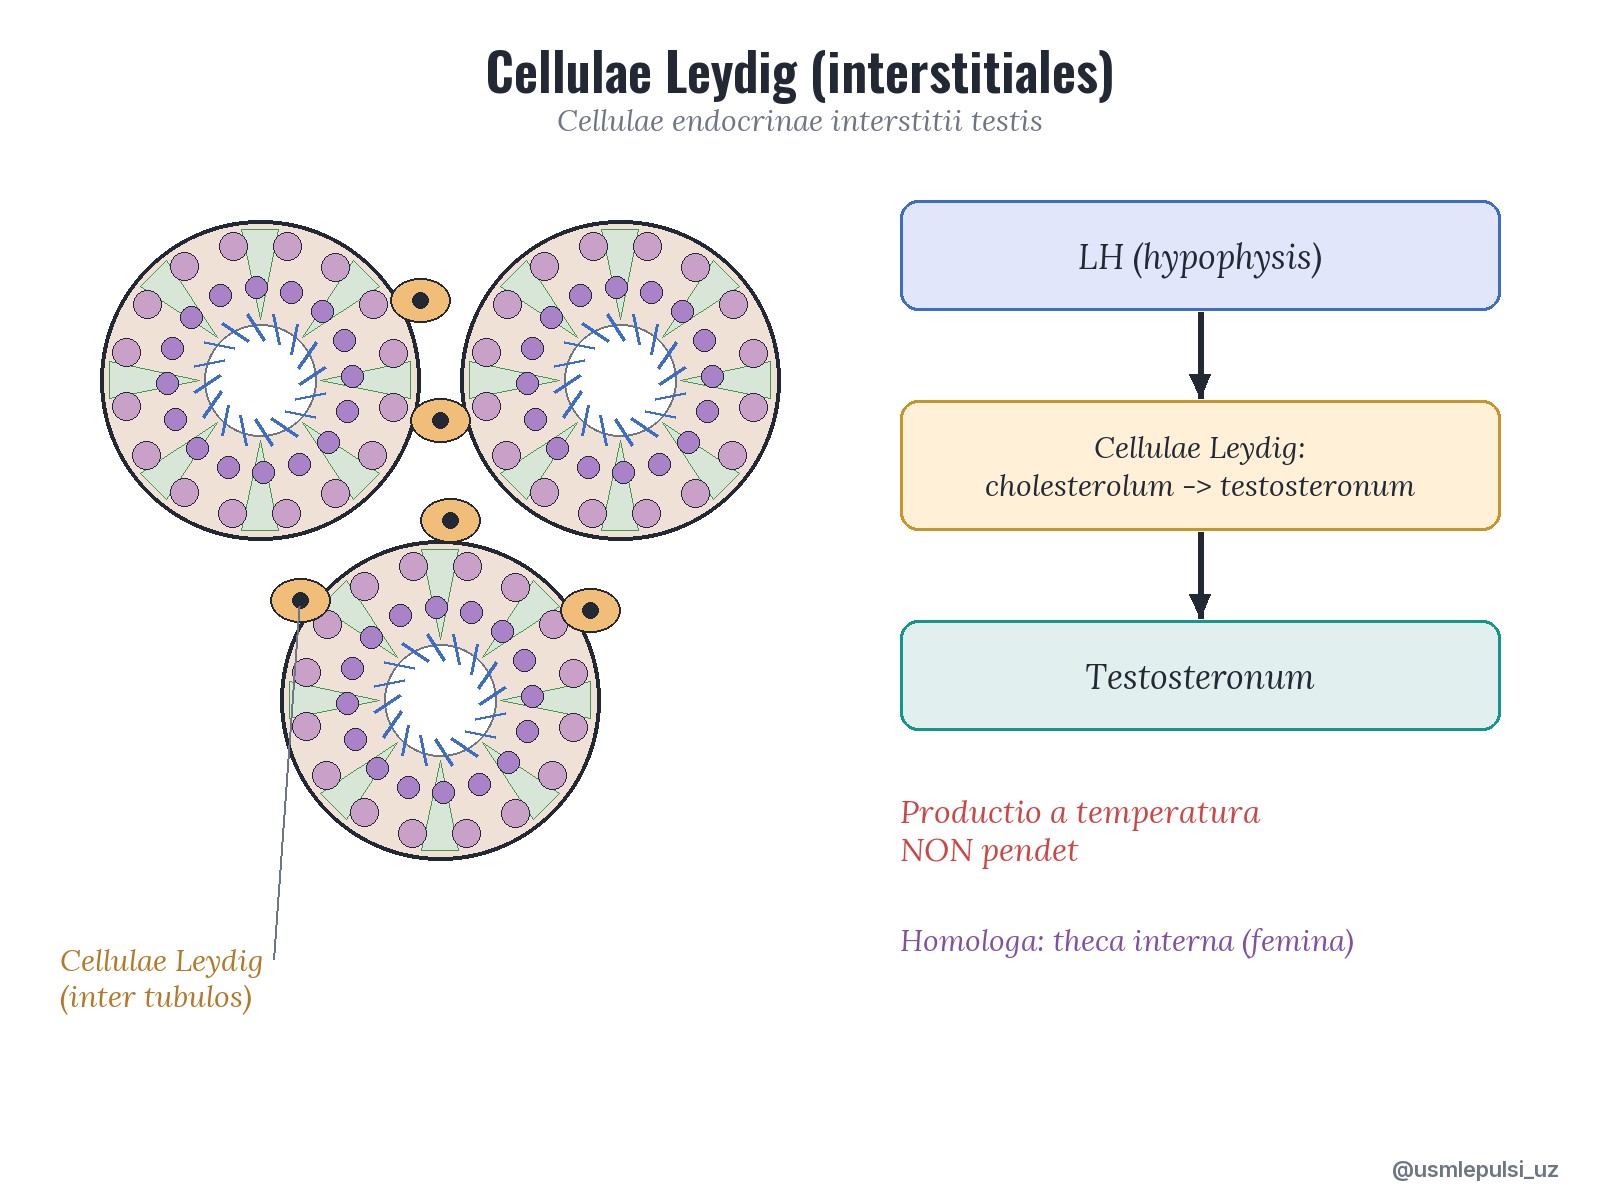 Cellulae Leydig (interstitiales)
Cellulae endocrinae interstitii testis
LH (hypophysis)
Cellulae Leydig:
cholesterolum -> testosteronum
Testosteronum
Productio a temperatura
NON pendet
Homologa: theca interna (femina)
Cellulae Leydig
(inter tubulos)
@usmlepulsi_uz